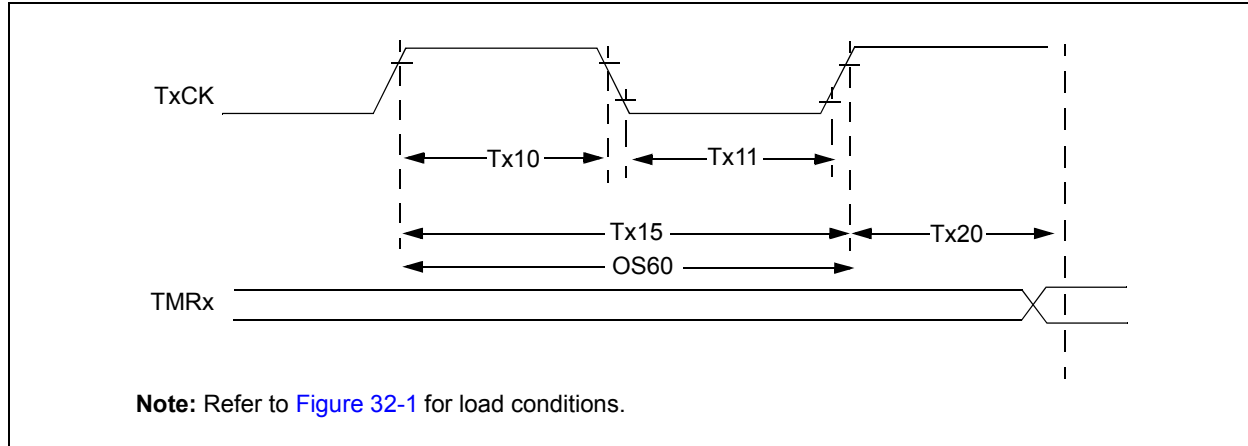 TxCK
Tx10
Tx11
Tx15
Tx20
OS60
TMRx
Note: Refer to Figure 32-1 for load conditions.